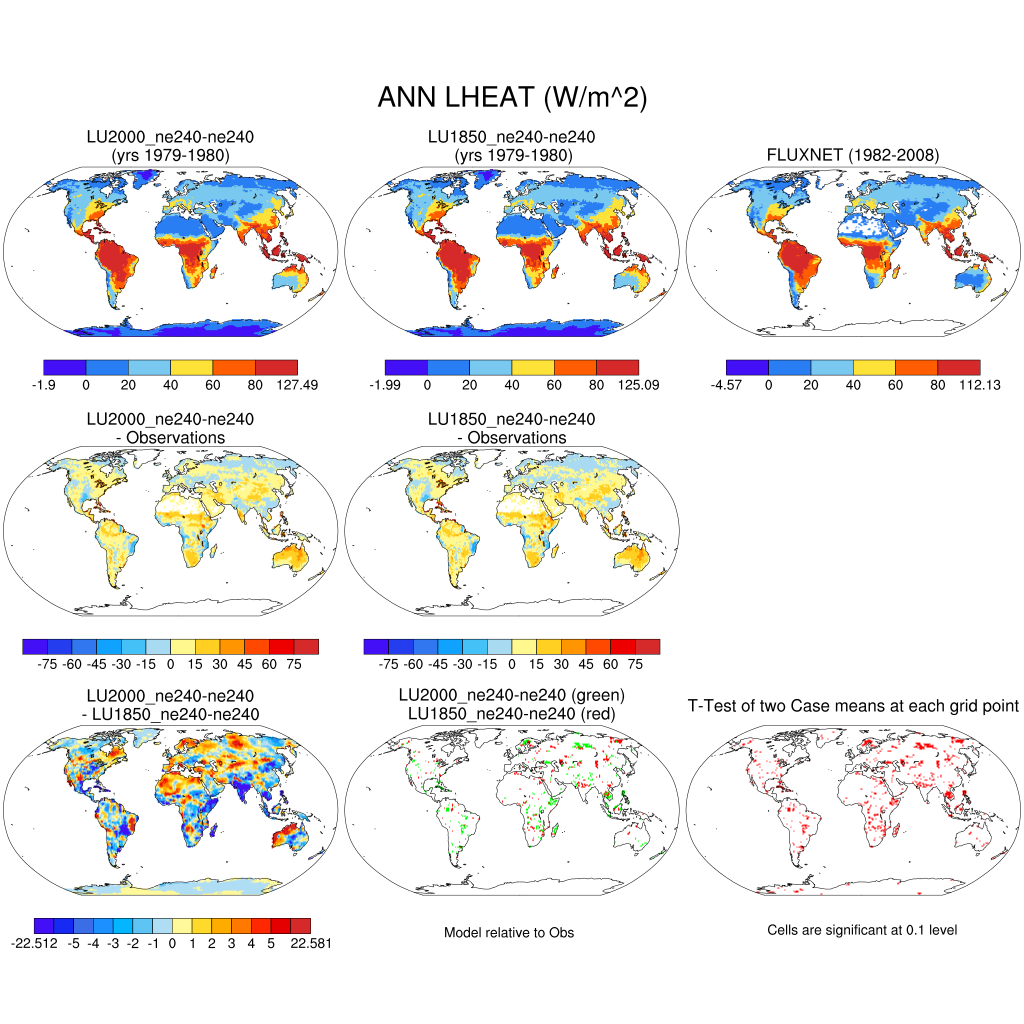 ANN LHEAT (W/m^2)
LU2000_ne240-ne240
(yrs 1979-1980)
LU1850_ne240-ne240
(yrs 1979-1980)
FLUXNET (1982-2008)
-1.9 0 20 40 60 80 127.49
-1.99 0 20 40 60 80 125.09
-4.57 0 20 40 60 80 112.13
LU2000_ne240-ne240
- Observations
LU1850_ne240-ne240
- Observations
-75 -60 -45 -30 -15 0 15 30 45 60 75
-75 -60 -45 -30 -15 0 15 30 45 60 75
LU2000_ne240-ne240
- LU1850_ne240-ne240
LU2000_ne240-ne240 (green)
LU1850_ne240-ne240 (red)
T-Test of two Case means at each grid point
-22.512 -5 -4 -3 -2 -1 0 1 2 3 4 5 22.581
Model relative to Obs
Cells are significant at 0.1 level